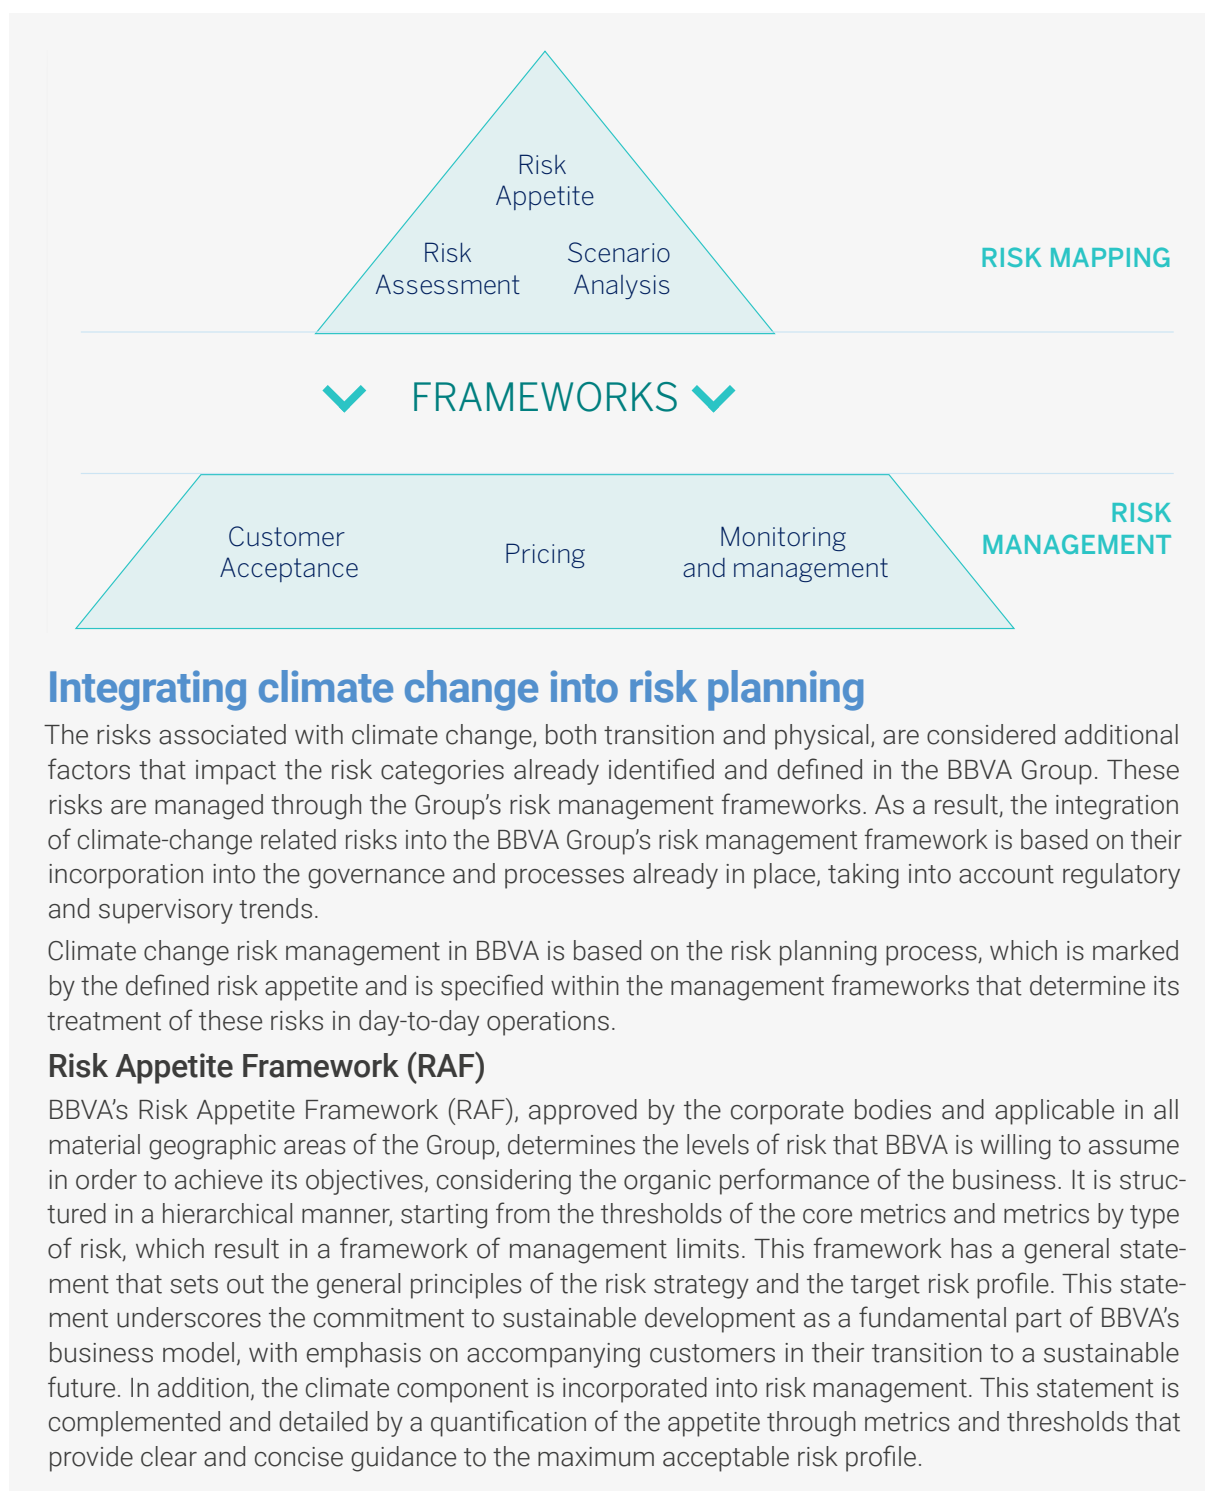 Risk
Appetite
Risk
Assessment
Scenario
Analysis
RISK MAPPING
FRAMEWORKS
Customer
Acceptance
Pricing
Monitoring
and management
RISK
MANAGEMENT
Integrating climate change into risk planning
The risks associated with climate change, both transition and physical, are considered additional
factors that impact the risk categories already identified and defined in the BBVA Group. These
risks are managed through the Group's risk management frameworks. As a result, the integration
of climate-change related risks into the BBVA Group's risk management framework is based on their
incorporation into the governance and processes already in place, taking into account regulatory
and supervisory trends.
Climate change risk management in BBVA is based on the risk planning process, which is marked
by the defined risk appetite and is specified within the management frameworks that determine its
treatment of these risks in day-to-day operations.
Risk Appetite Framework (RAF)
BBVA's Risk Appetite Framework (RAF), approved by the corporate bodies and applicable in all
material geographic areas of the Group, determines the levels of risk that BBVA is willing to assume
in order to achieve its objectives, considering the organic performance of the business. It is struc-
tured in a hierarchical manner, starting from the thresholds of the core metrics and metrics by type
of risk, which result in a framework of management limits. This framework has a general state-
ment that sets out the general principles of the risk strategy and the target risk profile. This state-
ment underscores the commitment to sustainable development as a fundamental part of BBVA's
business model, with emphasis on accompanying customers in their transition to a sustainable
future. In addition, the climate component is incorporated into risk management. This statement is
complemented and detailed by a quantification of the appetite through metrics and thresholds that
provide clear and concise guidance to the maximum acceptable risk profile.